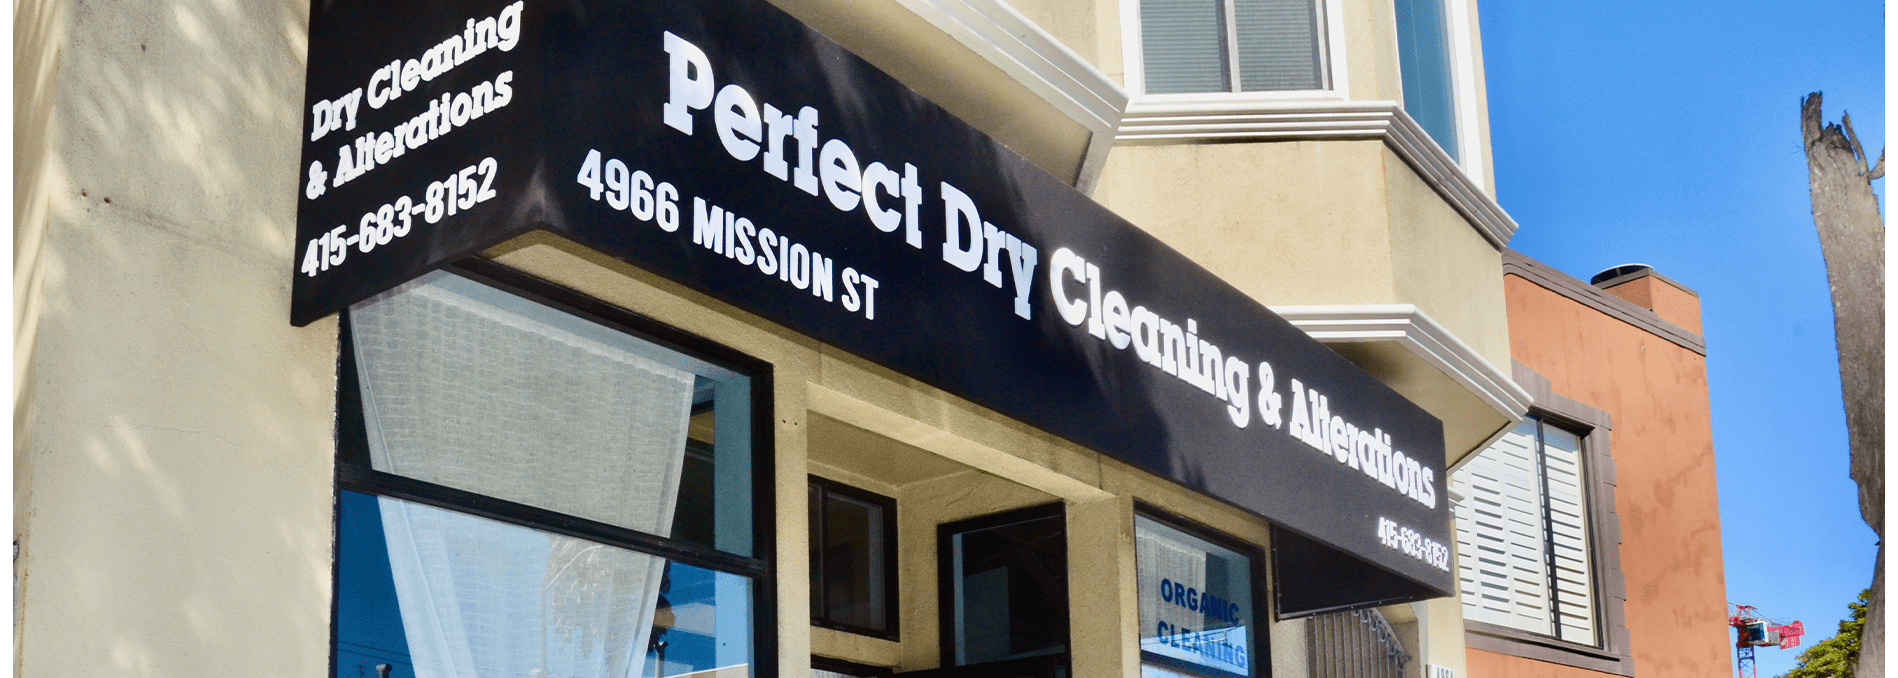 Dry Cleaning
& Alterations
415-683-8152
Perfect Dry Cleaning & Alterations
4966 MISSION ST
415-683-8152
ORGANIC
CLEANING